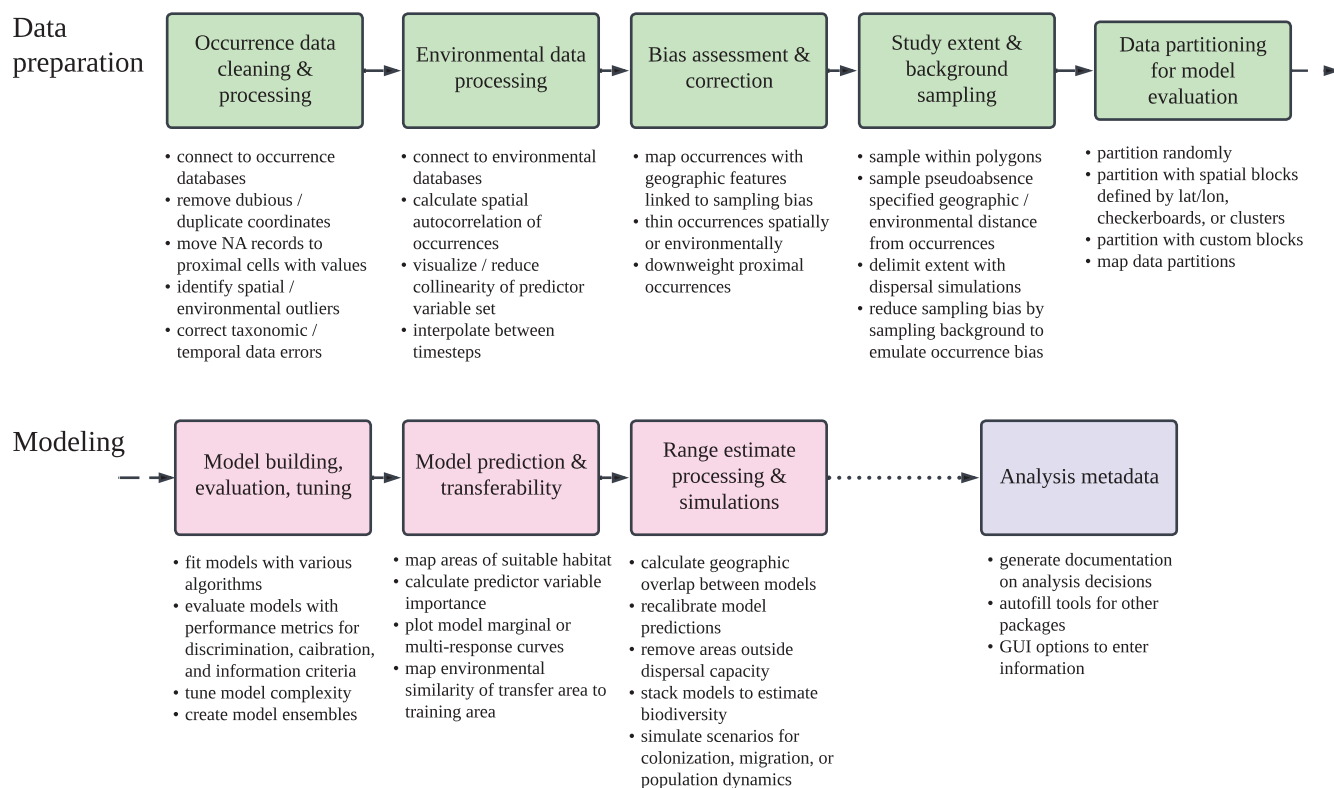 Data
preparation
Occurrence data
cleaning &
processing
Environmental data
processing
Bias assessment &
correction
Study extent &
background
sampling
Data partitioning
for model
evaluation
• connect to occurrence
databases
• remove dubious /
duplicate coordinates
• move NA records to
proximal cells with values
• identify spatial /
environmental outliers
• correct taxonomic /
temporal data errors
• connect to environmental
databases
• calculate spatial
autocorrelation of
occurrences
• visualize / reduce
collinearity of predictor
variable set
• interpolate between
timesteps
• map occurrences with
geographic features
linked to sampling bias
• thin occurrences spatially
or environmentally
• downweight proximal
occurrences
• sample within polygons
• sample pseudoabsence
specified geographic /
environmental distance
from occurrences
• delimit extent with
dispersal simulations
• reduce sampling bias by
sampling background to
emulate occurrence bias
• partition randomly
• partition with spatial blocks
defined by lat/lon,
checkerboards, or clusters
• partition with custom blocks
• map data partitions
Modeling
Model building,
evaluation, tuning
Model prediction &
transferability
Range estimate
processing &
simulations
Analysis metadata
• fit models with various
algorithms
• evaluate models with
performance metrics for
discrimination, caibration,
and information criteria
• tune model complexity
• create model ensembles
• map areas of suitable habitat
• calculate predictor variable
importance
• plot model marginal or
multi-response curves
• map environmental
similarity of transfer area to
training area
• calculate geographic
overlap between models
• recalibrate model
predictions
• remove areas outside
dispersal capacity
• stack models to estimate
biodiversity
• simulate scenarios for
colonization, migration, or
population dynamics
• generate documentation
on analysis decisions
• autofill tools for other
packages
• GUI options to enter
information